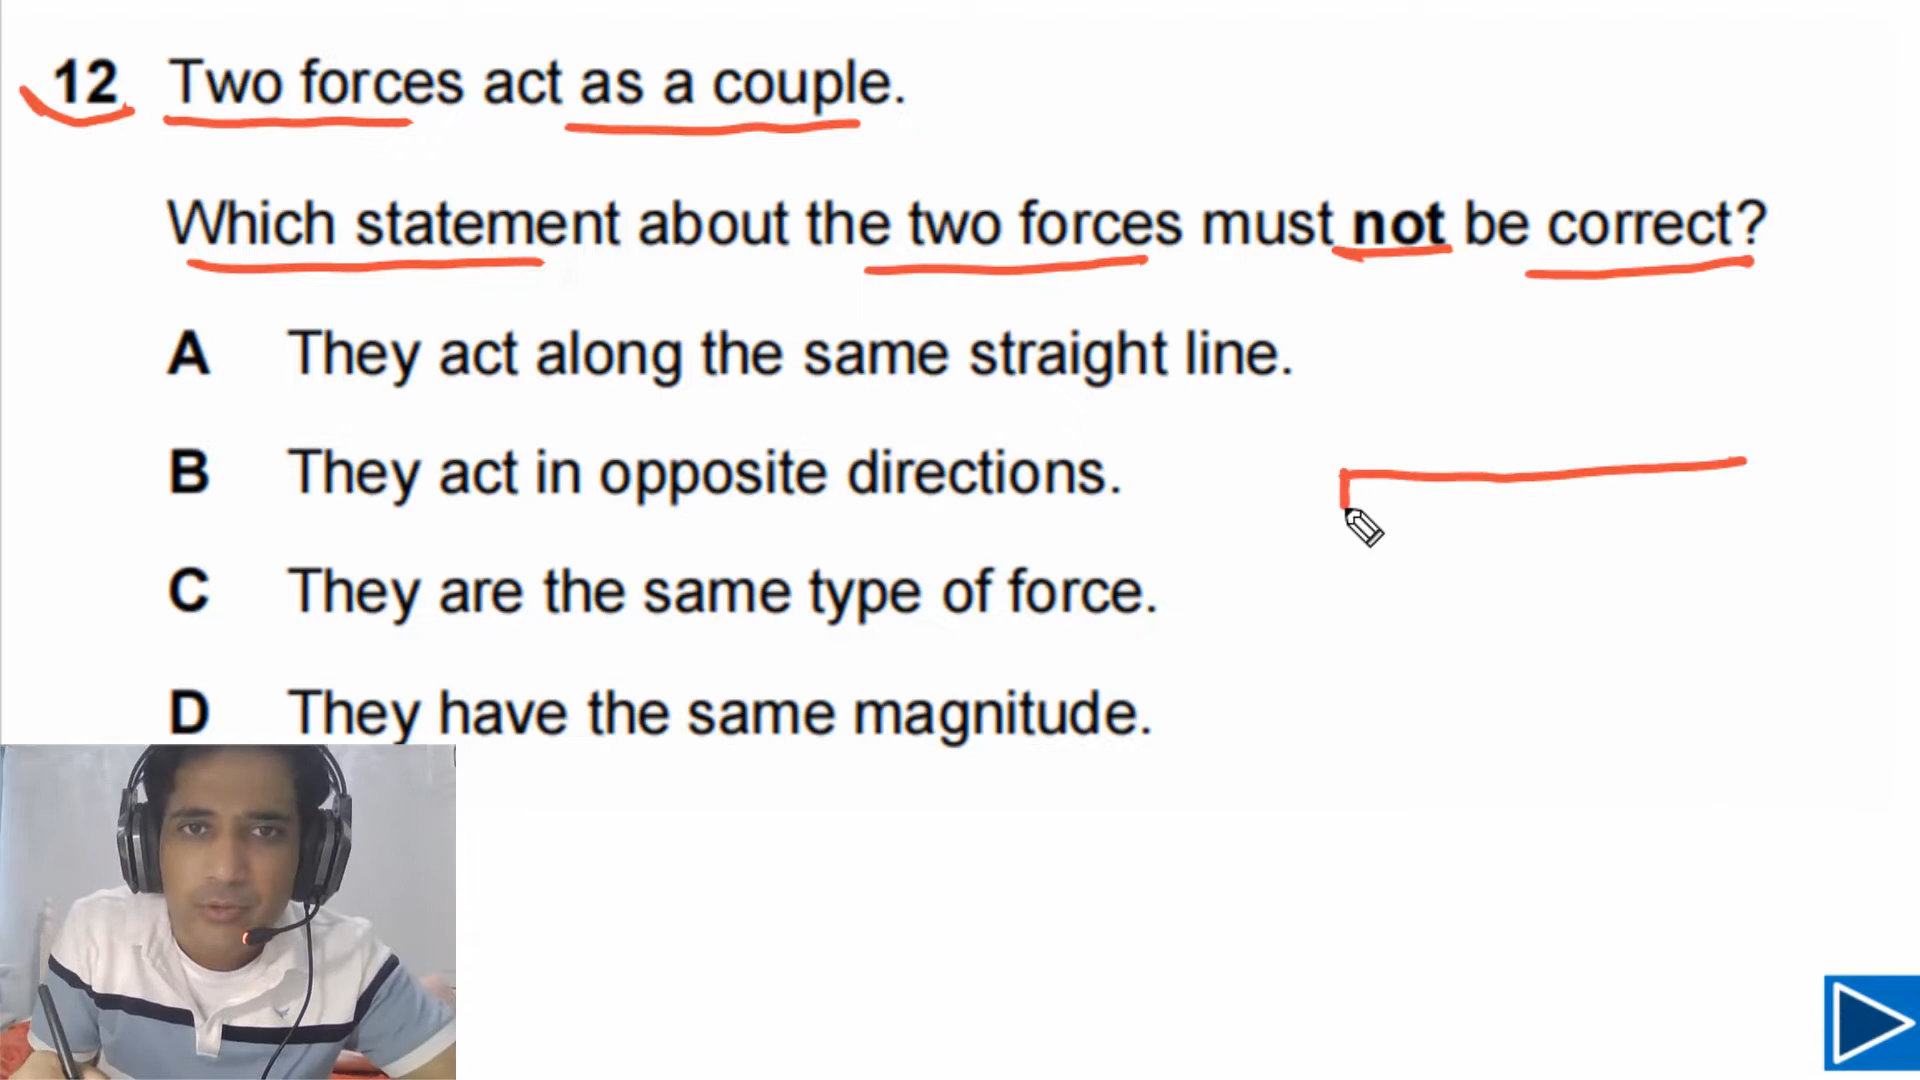 12 Two forces act as a couple.
Which statement about the two forces must not be correct?
A They act along the same straight line.
B They act in opposite directions.
C They are the same type of force.
D They have the same magnitude.